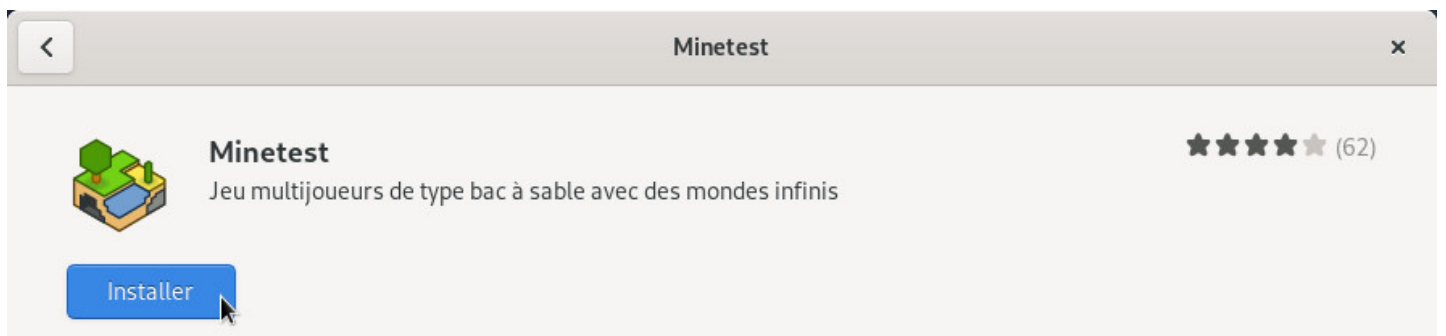 Minetest
Minetest
(62)
Jeu multijoueurs de type bac à sable avec des mondes infinis
Installer